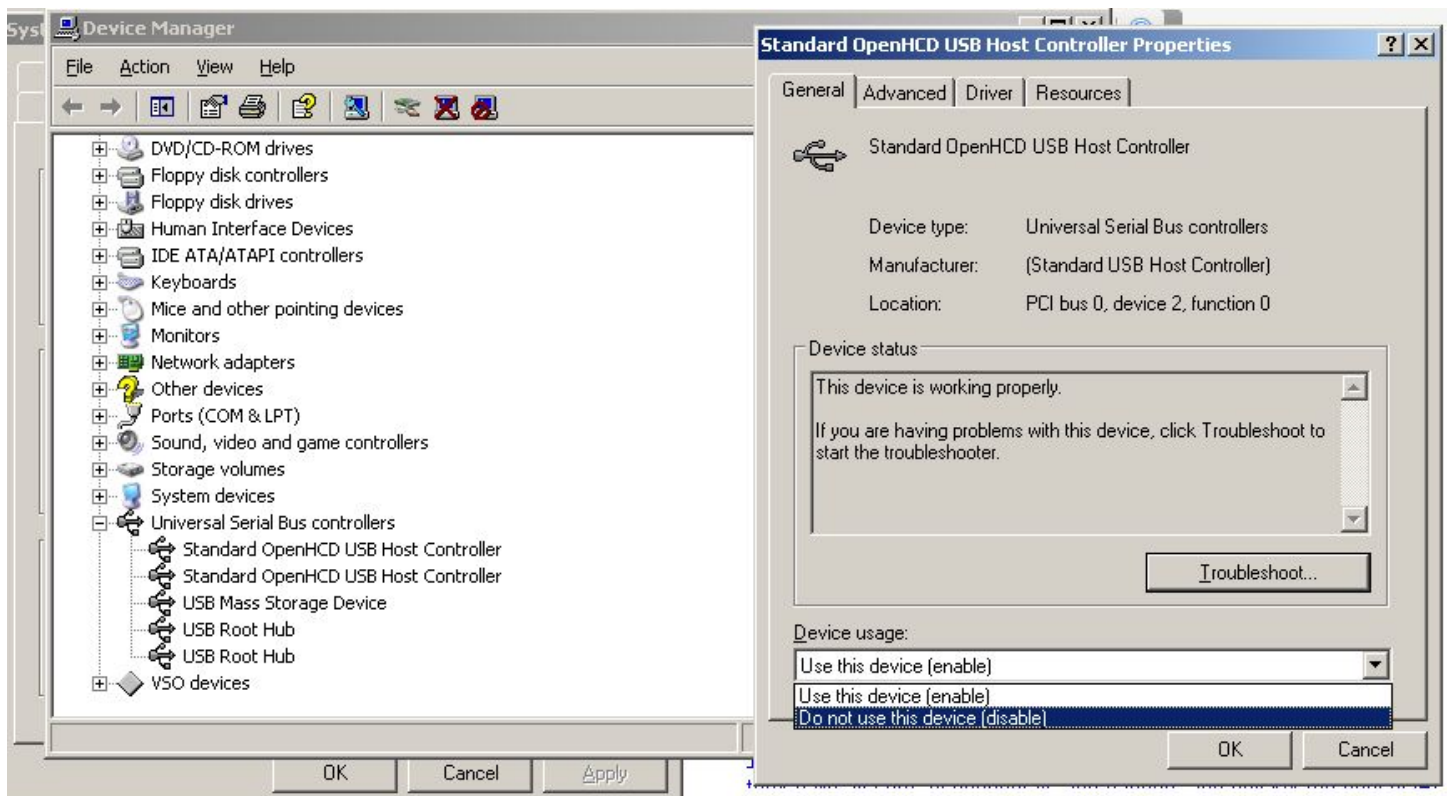 Syst
Device Manager
File Action View Help
DVD/CD-ROM drives
Floppy disk controllers
Floppy disk drives
Human Interface Devices
IDE ATA/ATAPI controllers
Keyboards
Mice and other pointing devices
Monitors
Network adapters
Other devices
Ports (COM & LPT)
Sound, video and game controllers
Storage volumes
System devices
Universal Serial Bus controllers
Standard OpenHCD USB Host Controller
Standard OpenHCD USB Host Controller
USB Mass Storage Device
USB Root Hub
USB Root Hub
VSO devices
OK Cancel Apply
Standard OpenHCD USB Host Controller Properties
General Advanced Driver Resources
Standard OpenHCD USB Host Controller
Device type: Universal Serial Bus controllers
Manufacturer: (Standard USB Host Controller)
Location: PCI bus 0, device 2, function 0
Device status
This device is working properly.
If you are having problems with this device, click Troubleshoot to
start the troubleshooter.
Troubleshoot...
Device usage:
Use this device (enable)
Use this device (enable)
Do not use this device (disable)
OK Cancel